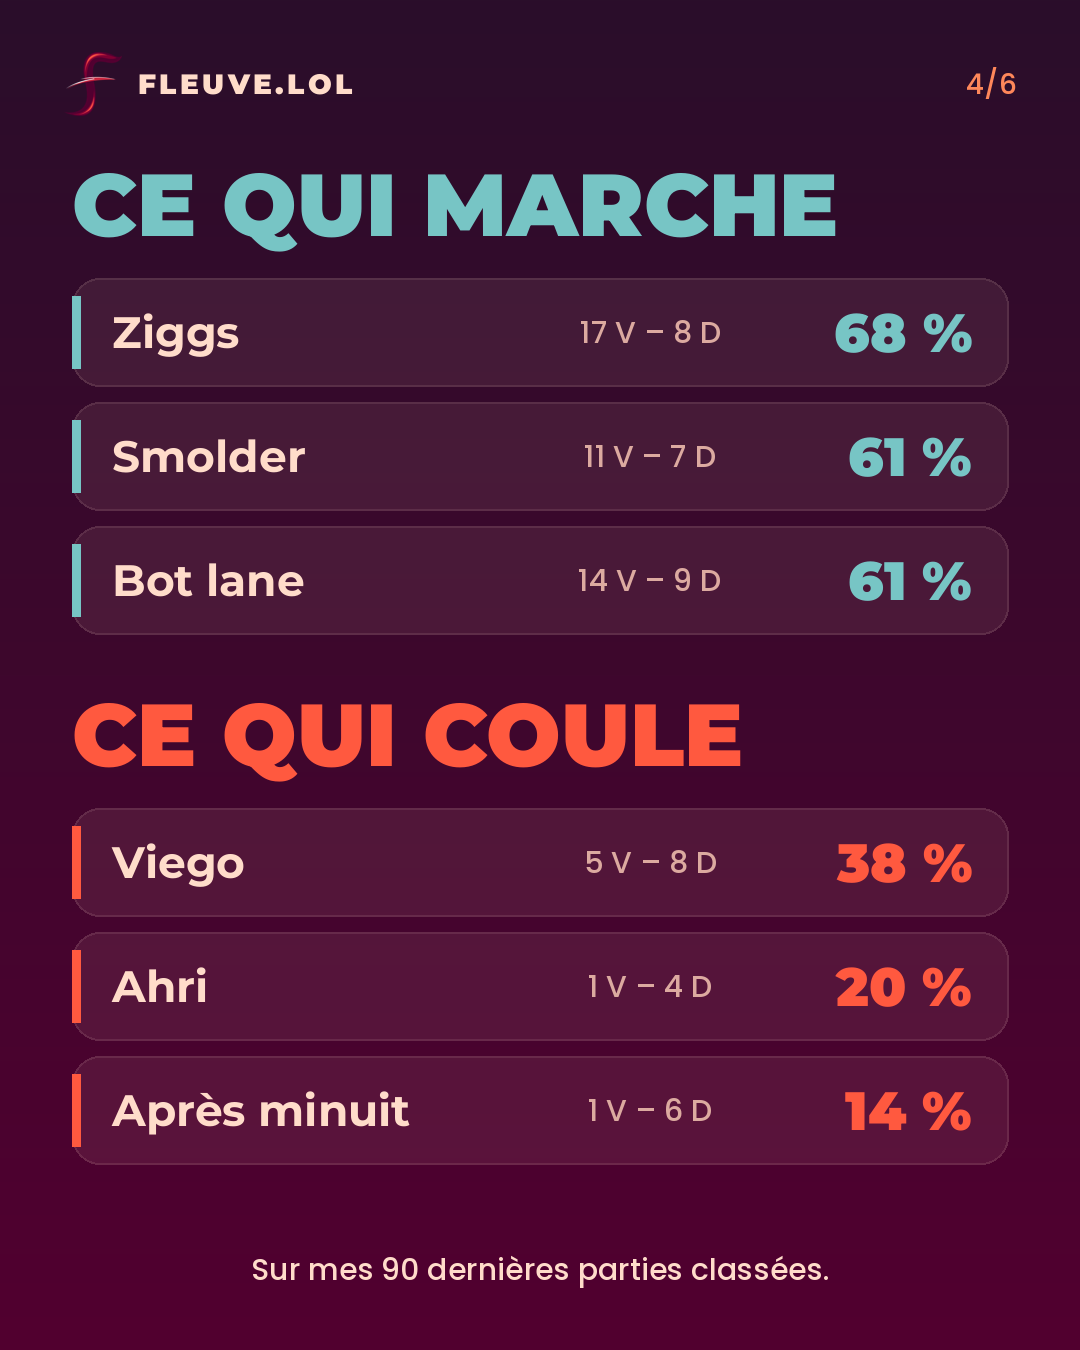 FLEUVE.LOL
4/6
CE QUI MARCHE
Ziggs 17 V – 8 D 68 %
Smolder 11 V – 7 D 61 %
Bot lane 14 V – 9 D 61 %
CE QUI COULE
Viego 5 V – 8 D 38 %
Ahri 1 V – 4 D 20 %
Après minuit 1 V – 6 D 14 %
Sur mes 90 dernières parties classées.